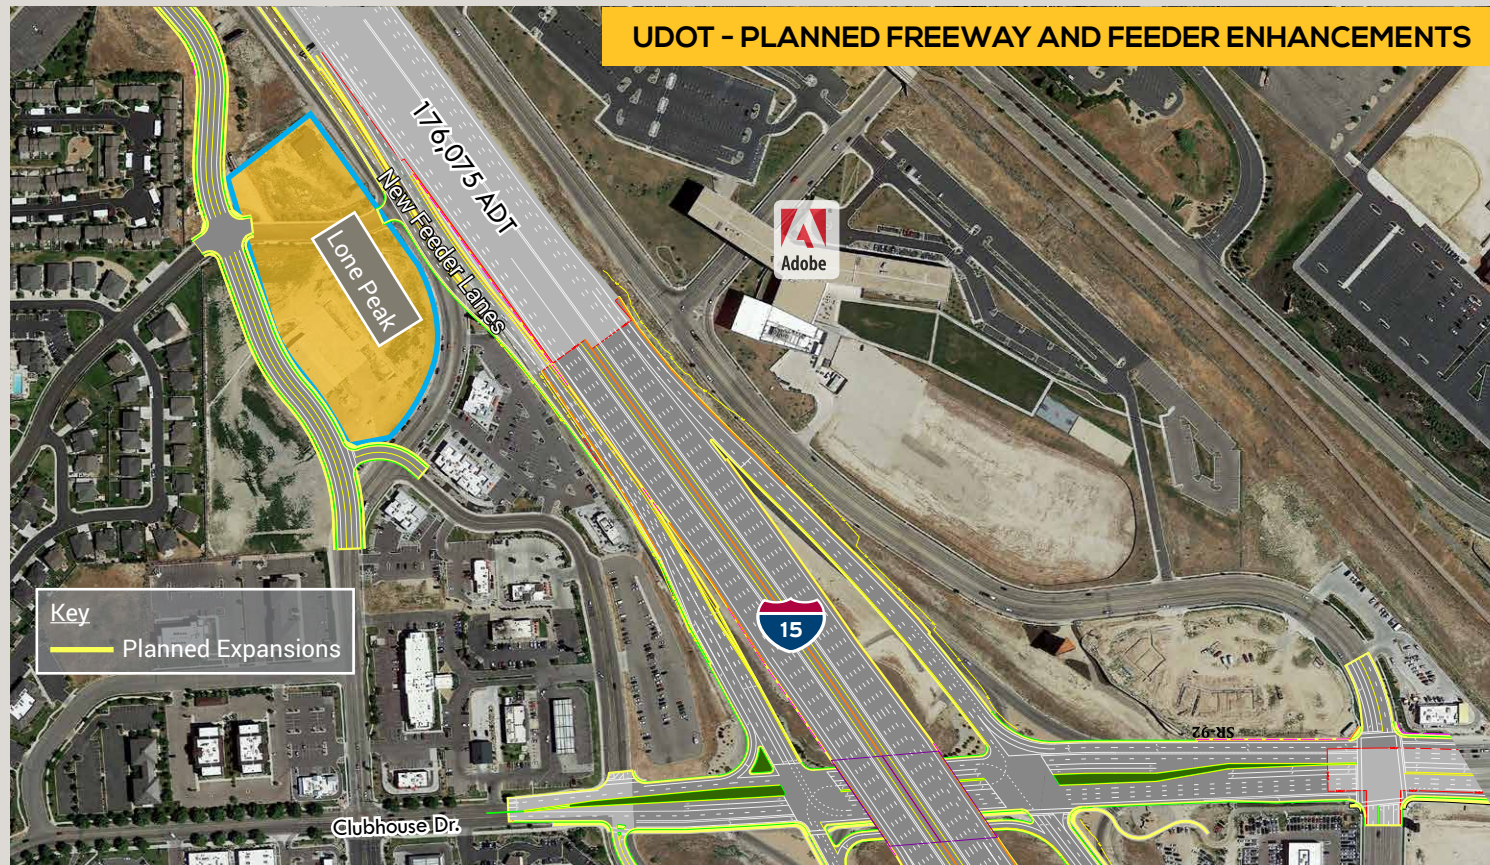 UDOT - PLANNED FREEWAY AND FEEDER ENHANCEMENTS
176,075 ADT
New Feeder Lanes
Lone Peak
Adobe
15
Key
Planned Expansions
SR-92
Clubhouse Dr.